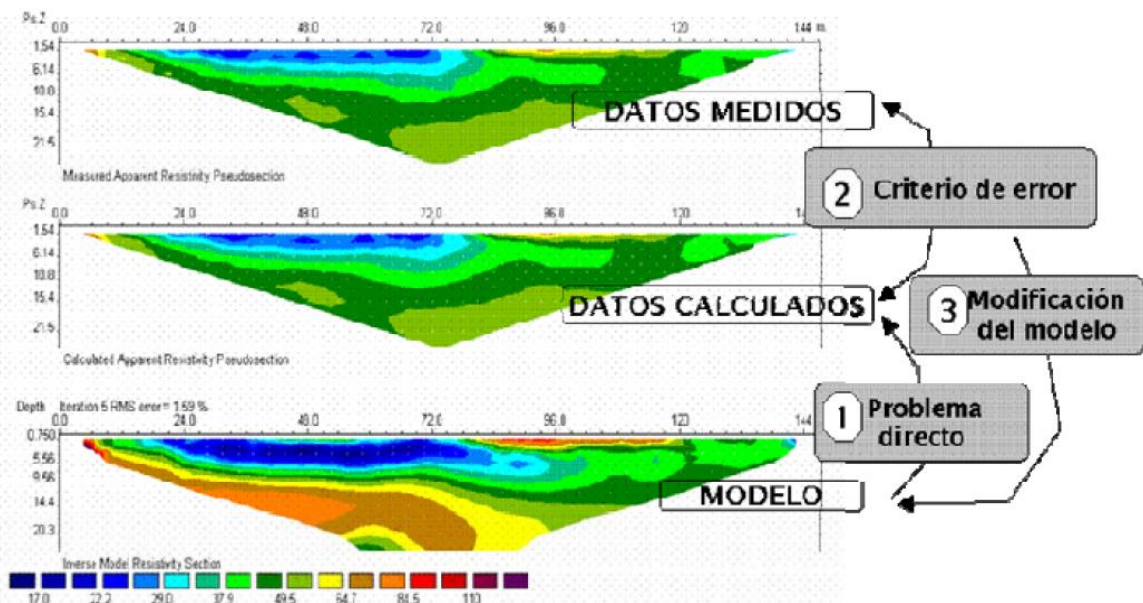 Ps.Z 0.0 24.0 48.0 72.0 96.0 120 144 m.
1.54
6.14
10.8
15.4
21.5
DATOS MEDIDOS
Measured Apparent Resistivity Pseudosection
2 Criterio de error
Ps.Z 0.0 24.0 48.0 72.0 96.0 120
1.54
6.14
10.8
15.4
21.5
DATOS CALCULADOS
Calculated Apparent Resistivity Pseudosection
3 Modificación
del modelo
1 Problema
directo
Depth Iteration 5 RMS error = 1.59 %
0.0 24.0 48.0 72.0 96.0 120 144
0.750
5.56
9.66
14.4
20.3
MODELO
Inverse Model Resistivity Section
17.0 22.2 29.0 37.9 49.5 64.7 84.5 110